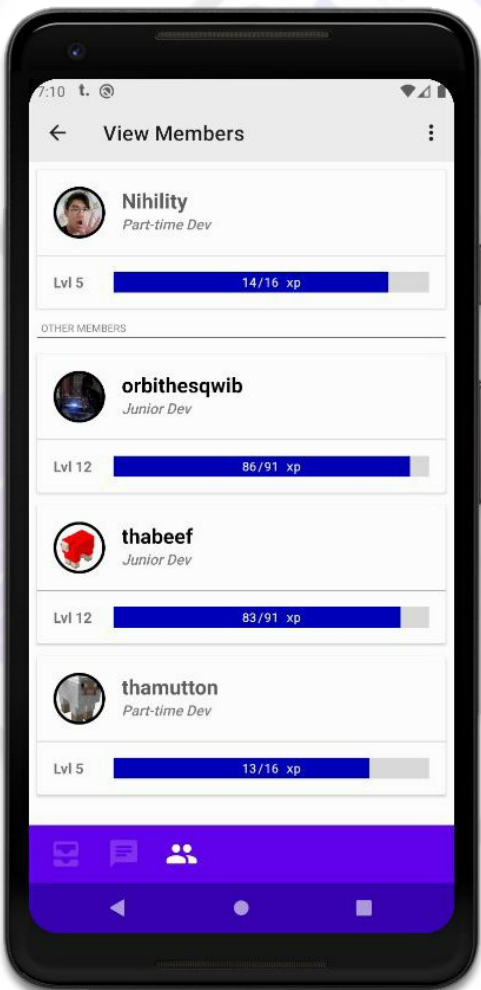 7:10 t.
View Members
Nihility
Part-time Dev
Lvl 5 14/16 xp
OTHER MEMBERS
orbithesqwib
Junior Dev
Lvl 12 86/91 xp
thabeef
Junior Dev
Lvl 12 83/91 xp
thamutton
Part-time Dev
Lvl 5 13/16 xp